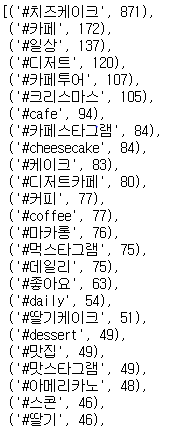 [('#치즈케이크', 871),
('#카페', 172),
('#일상', 137),
('#디저트', 120),
('#카페투어', 107),
('#크리스마스', 105),
('#cafe', 94),
('#카페스타그램', 84),
('#cheesecake', 84),
('#케이크', 83),
('#디저트카페', 80),
('#커피', 77),
('#coffee', 77),
('#마카롱', 76),
('#먹스타그램', 75),
('#데일리', 75),
('#좋아요', 63),
('#daily', 54),
('#딸기케이크', 51),
('#dessert', 49),
('#맛집', 49),
('#맛스타그램', 49),
('#아메리카노', 48),
('#스콘', 46),
('#딸기', 46),